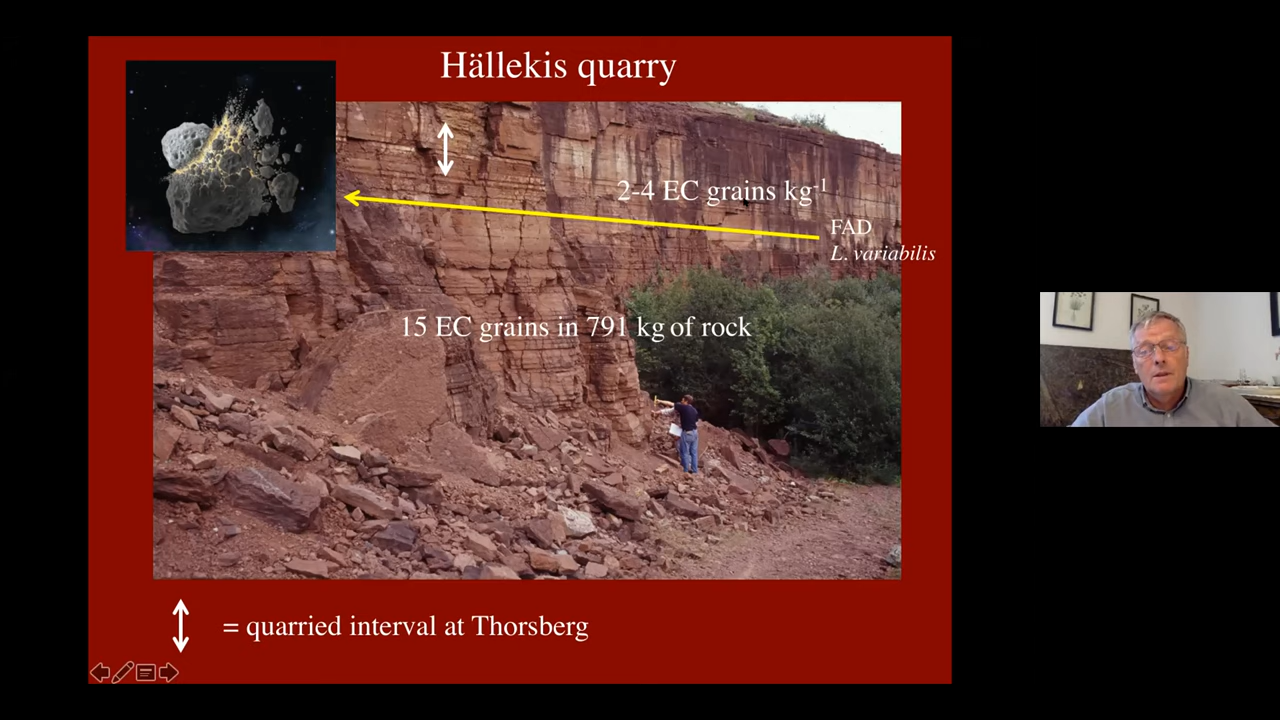 Hällekis quarry
2-4 EC grains kg⁻¹
FAD
L. variabilis
15 EC grains in 791 kg of rock
= quarried interval at Thorsberg